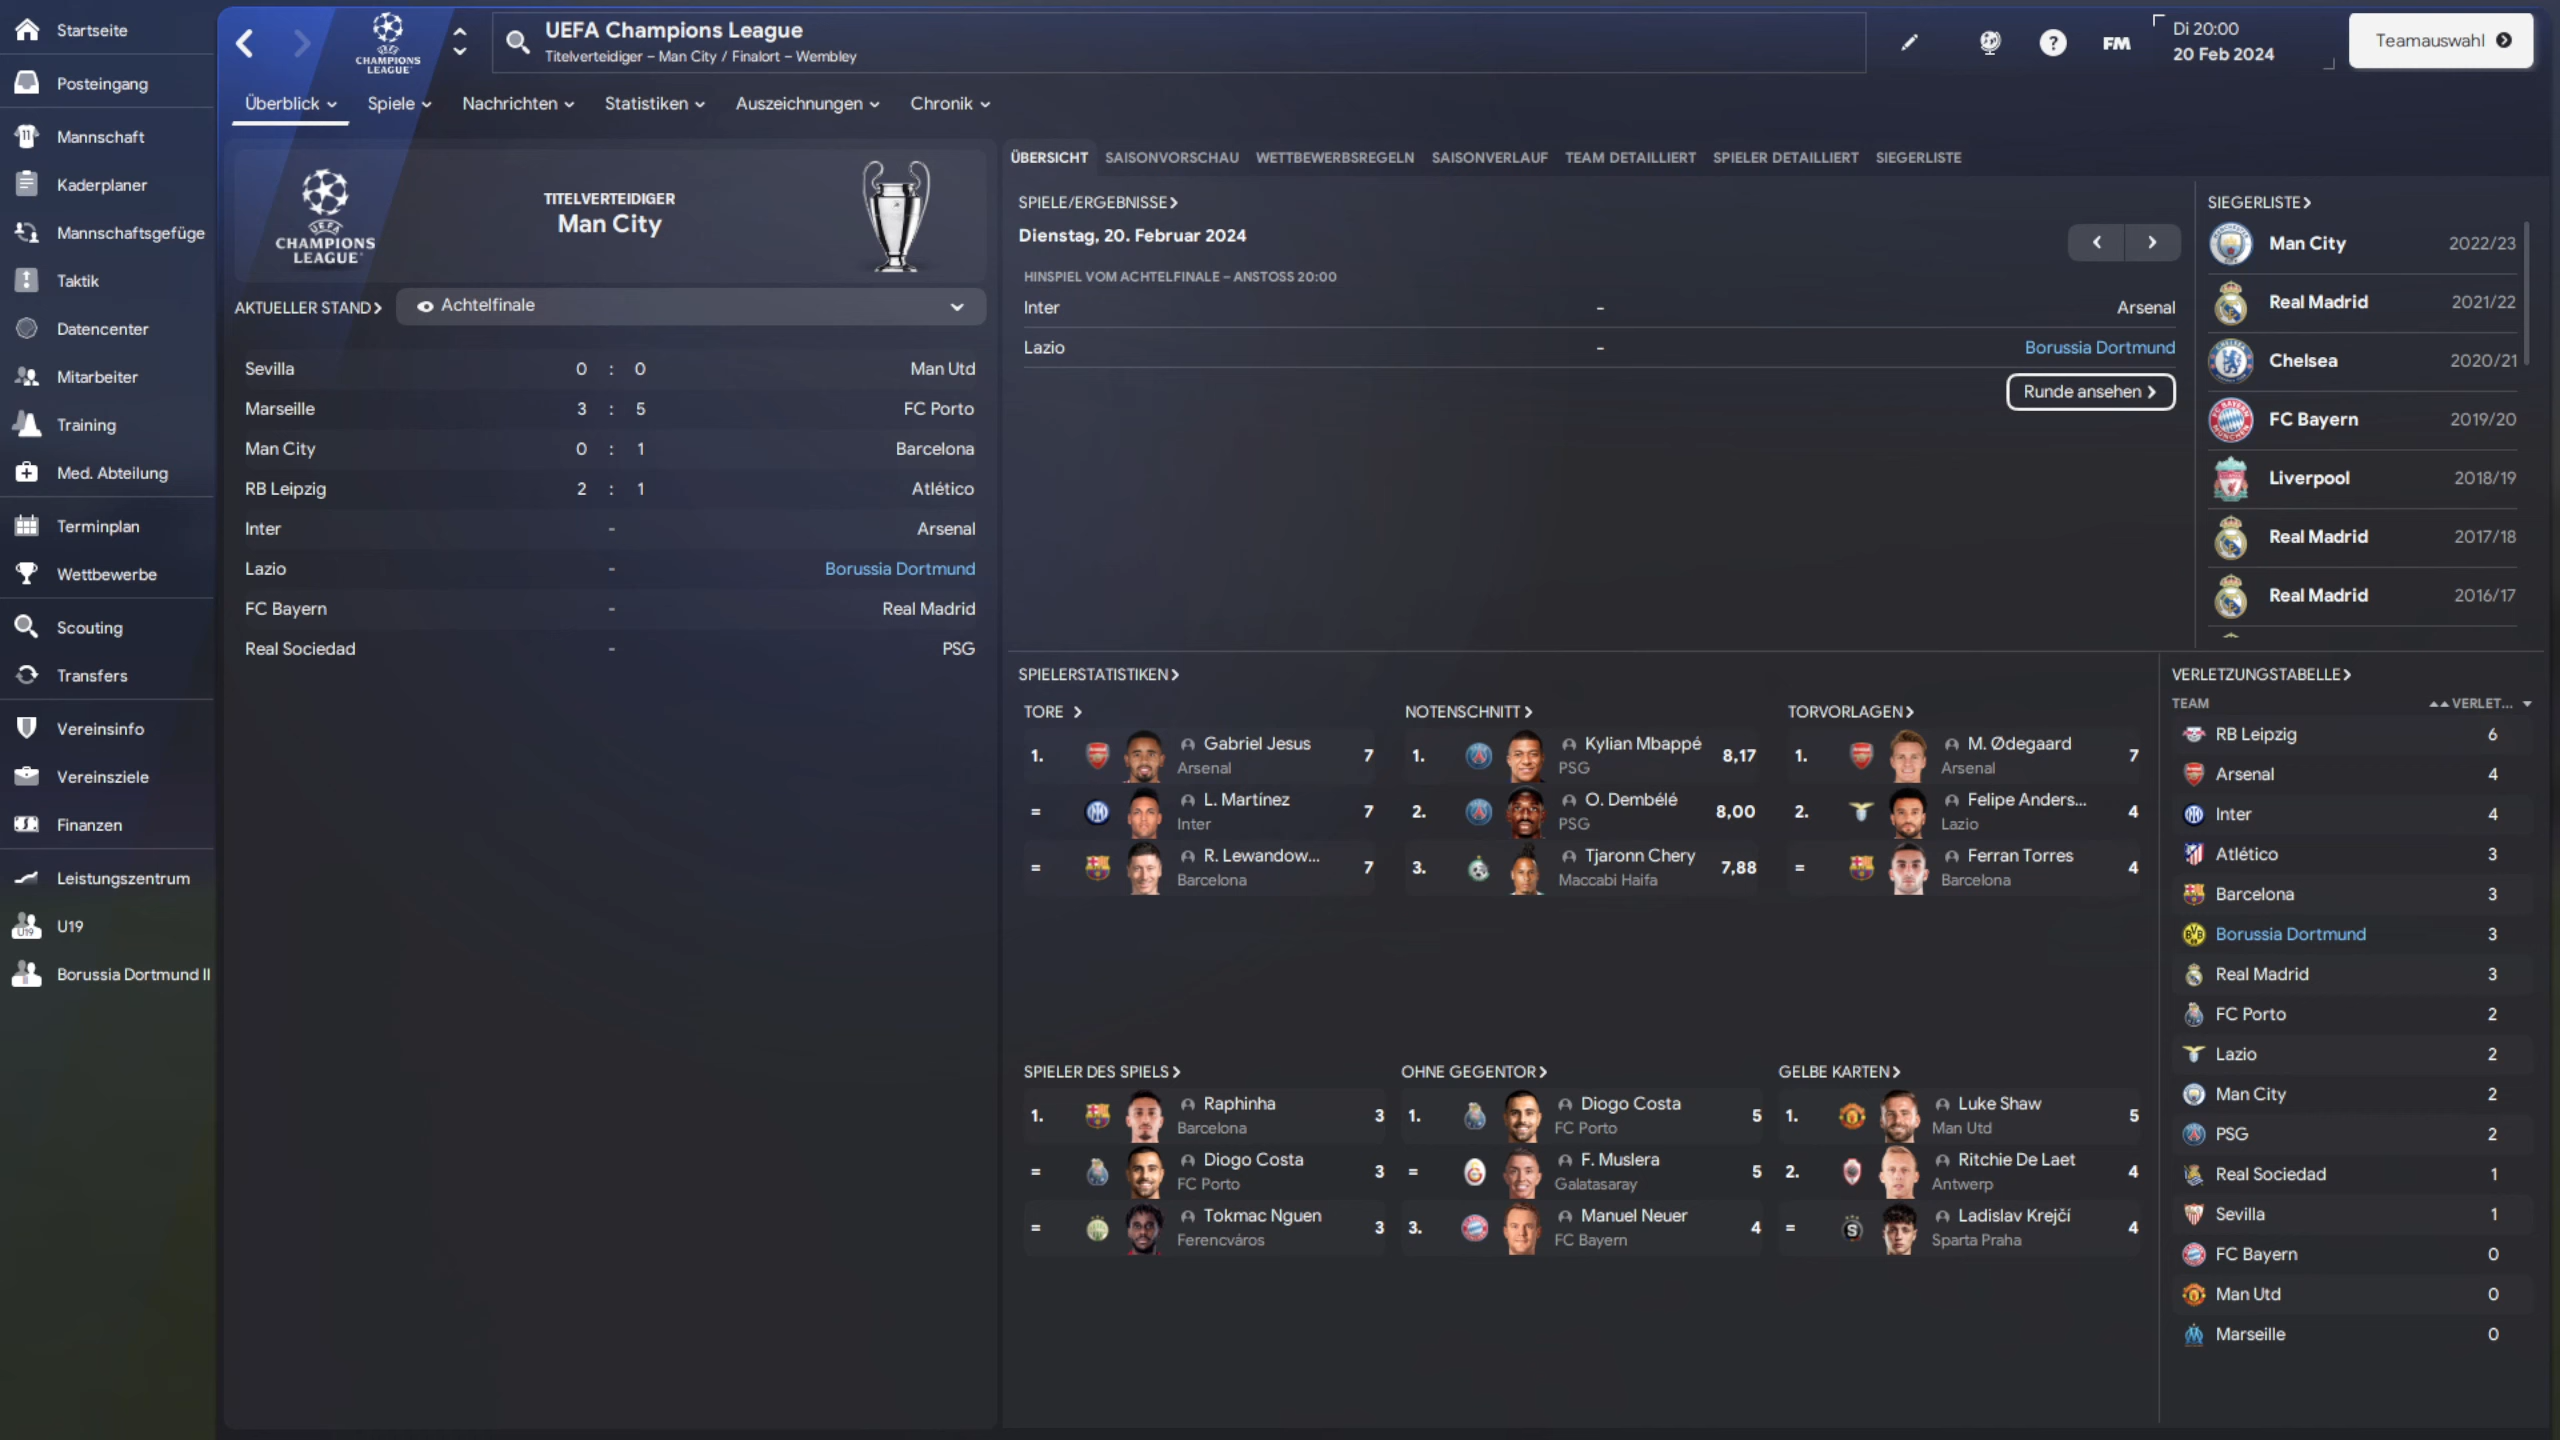 Startseite
Posteingang
Mannschaft
Kaderplaner
Mannschaftsgefüge
Taktik
Datencenter
Mitarbeiter
Training
Med. Abteilung
Terminplan
Wettbewerbe
Scouting
Transfers
Vereinsinfo
Vereinsziele
Finanzen
Leistungszentrum
U19
Borussia Dortmund II
UEFA
CHAMPIONS
LEAGUE
UEFA Champions League
Titelverteidiger – Man City / Finalort – Wembley
?
FM
Di 20:00
20 Feb 2024
Teamauswahl
Überblick
Spiele
Nachrichten
Statistiken
Auszeichnungen
Chronik
UEFA
CHAMPIONS
LEAGUE
TITELVERTEIDIGER
Man City
AKTUELLER STAND
Achtelfinale
Sevilla 0 : 0 Man Utd
Marseille 3 : 5 FC Porto
Man City 0 : 1 Barcelona
RB Leipzig 2 : 1 Atlético
Inter - Arsenal
Lazio - Borussia Dortmund
FC Bayern - Real Madrid
Real Sociedad - PSG
ÜBERSICHT SAISONVORSCHAU WETTBEWERBSREGELN SAISONVERLAUF TEAM DETAILLIERT SPIELER DETAILLIERT SIEGERLISTE
SPIELE/ERGEBNISSE
Dienstag, 20. Februar 2024
HINSPIEL VOM ACHTELFINALE – ANSTOSS 20:00
Inter - Arsenal
Lazio - Borussia Dortmund
Runde ansehen
SIEGERLISTE
Man City 2022/23
Real Madrid 2021/22
Chelsea 2020/21
FC Bayern 2019/20
Liverpool 2018/19
Real Madrid 2017/18
Real Madrid 2016/17
SPIELERSTATISTIKEN
TORE
1. Gabriel Jesus 7
Arsenal
= L. Martínez 7
Inter
= R. Lewandow... 7
Barcelona
NOTENSCHNITT
1. Kylian Mbappé 8,17
PSG
2. O. Dembélé 8,00
PSG
3. Tjaronn Chery 7,88
Maccabi Haifa
TORVORLAGEN
1. M. Ødegaard 7
Arsenal
2. Felipe Anders... 4
Lazio
= Ferran Torres 4
Barcelona
SPIELER DES SPIELS
1. Raphinha 3
Barcelona
= Diogo Costa 3
FC Porto
= Tokmac Nguen 3
Ferencváros
OHNE GEGENTOR
1. Diogo Costa 5
FC Porto
= F. Muslera 5
Galatasaray
3. Manuel Neuer 4
FC Bayern
GELBE KARTEN
1. Luke Shaw 5
Man Utd
2. Ritchie De Laet 4
Antwerp
= Ladislav Krejčí 4
Sparta Praha
VERLETZUNGSTABELLE
TEAM VERLET...
RB Leipzig 6
Arsenal 4
Inter 4
Atlético 3
Barcelona 3
Borussia Dortmund 3
Real Madrid 3
FC Porto 2
Lazio 2
Man City 2
PSG 2
Real Sociedad 1
Sevilla 1
FC Bayern 0
Man Utd 0
Marseille 0